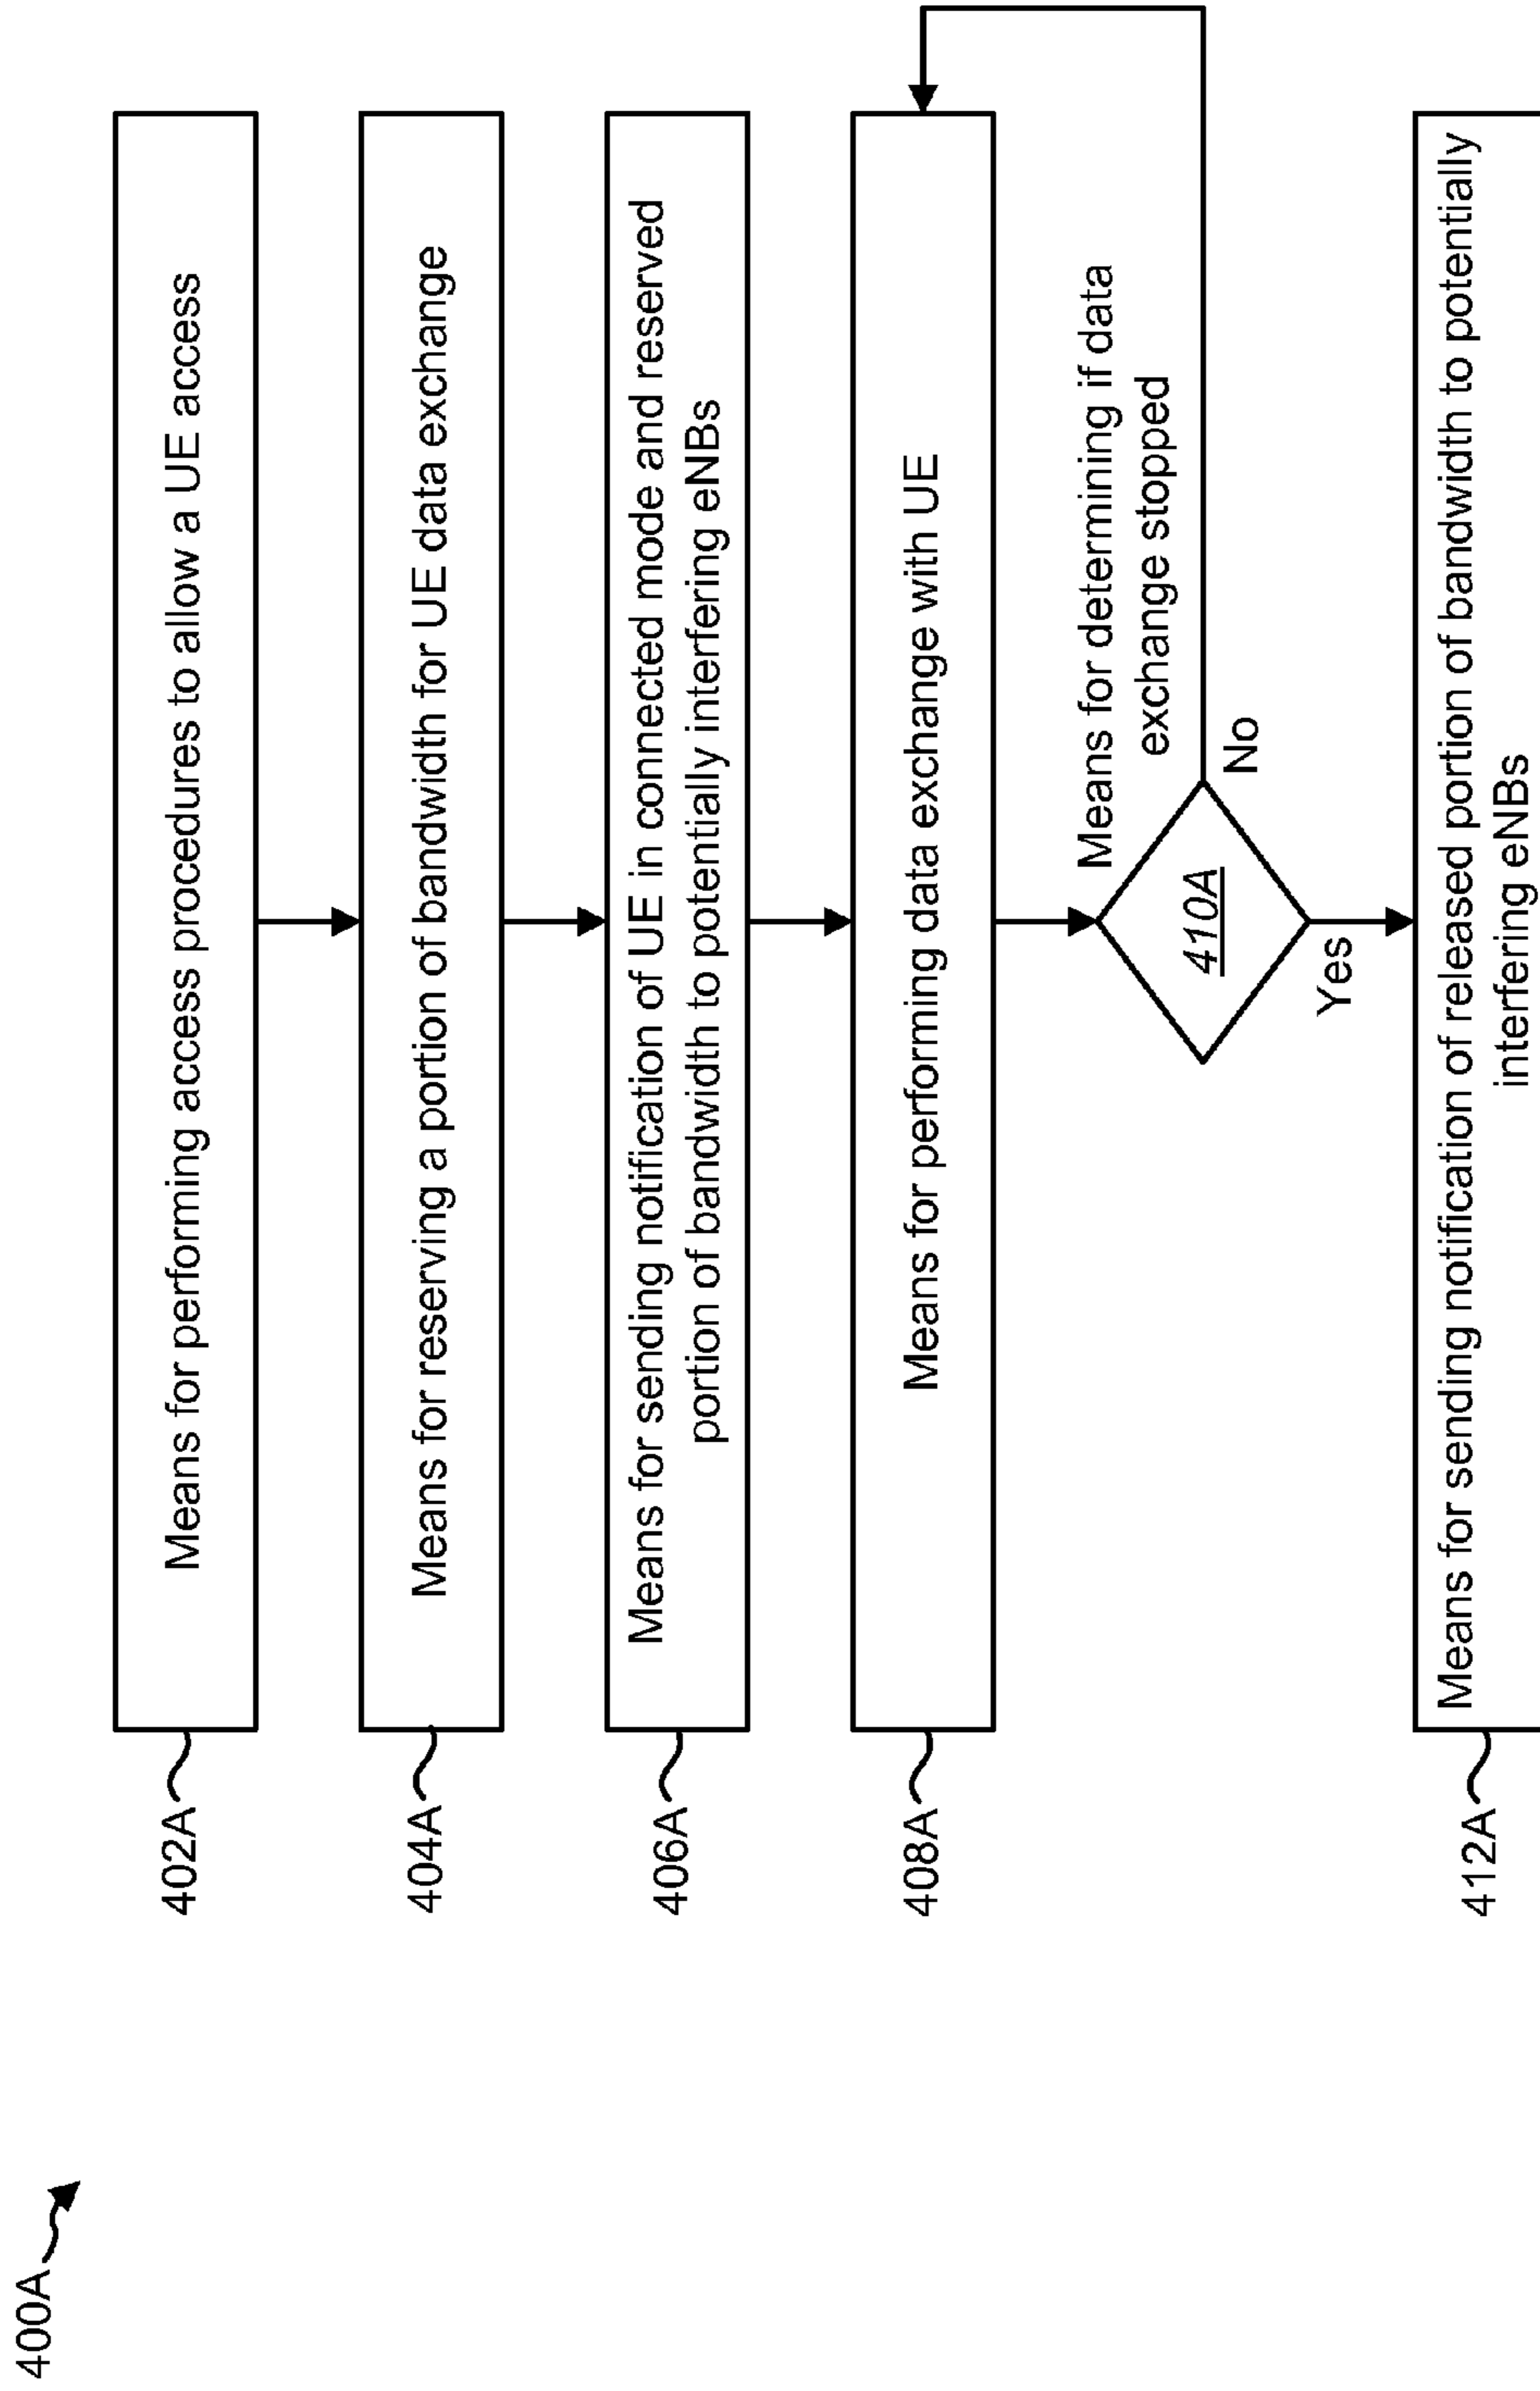 400A
402A
Means for performing access procedures to allow a UE access
404A
Means for reserving a portion of bandwidth for UE data exchange
406A
Means for sending notification of UE in connected mode and reserved
portion of bandwidth to potentially interfering eNBs
408A
Means for performing data exchange with UE
Means for determining if data
exchange stopped
410A
No
Yes
412A
Means for sending notification of released portion of bandwidth to potentially
interfering eNBs